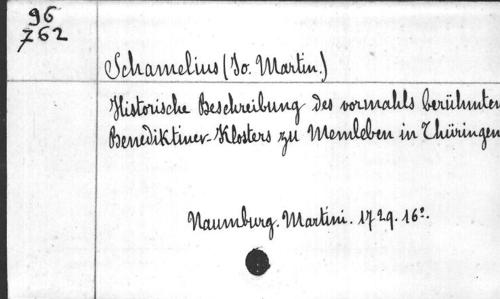 96
762
Schamelius (Jo. Martin.)
Historische Beschreibung des vormahls berühmten
Benediktiner-Klosters zu Memleben in Thüringen
Naumburg. Martini. 1729. 16°.